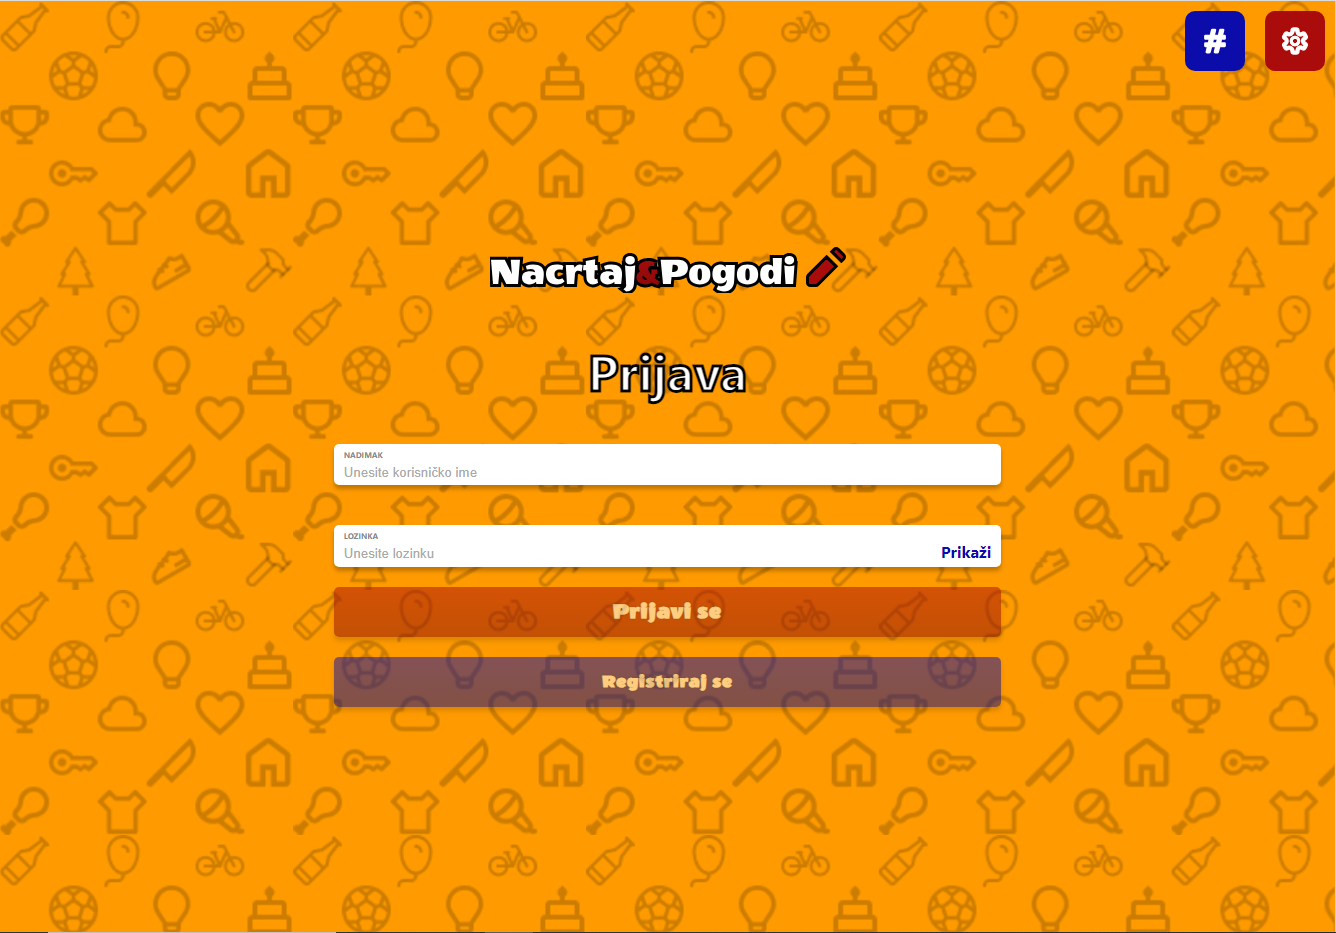 #
Nacrtaj&Pogodi
Prijava
NADIMAK
Unesite korisničko ime
LOZINKA
Unesite lozinku
Prikaži
Prijavi se
Registriraj se